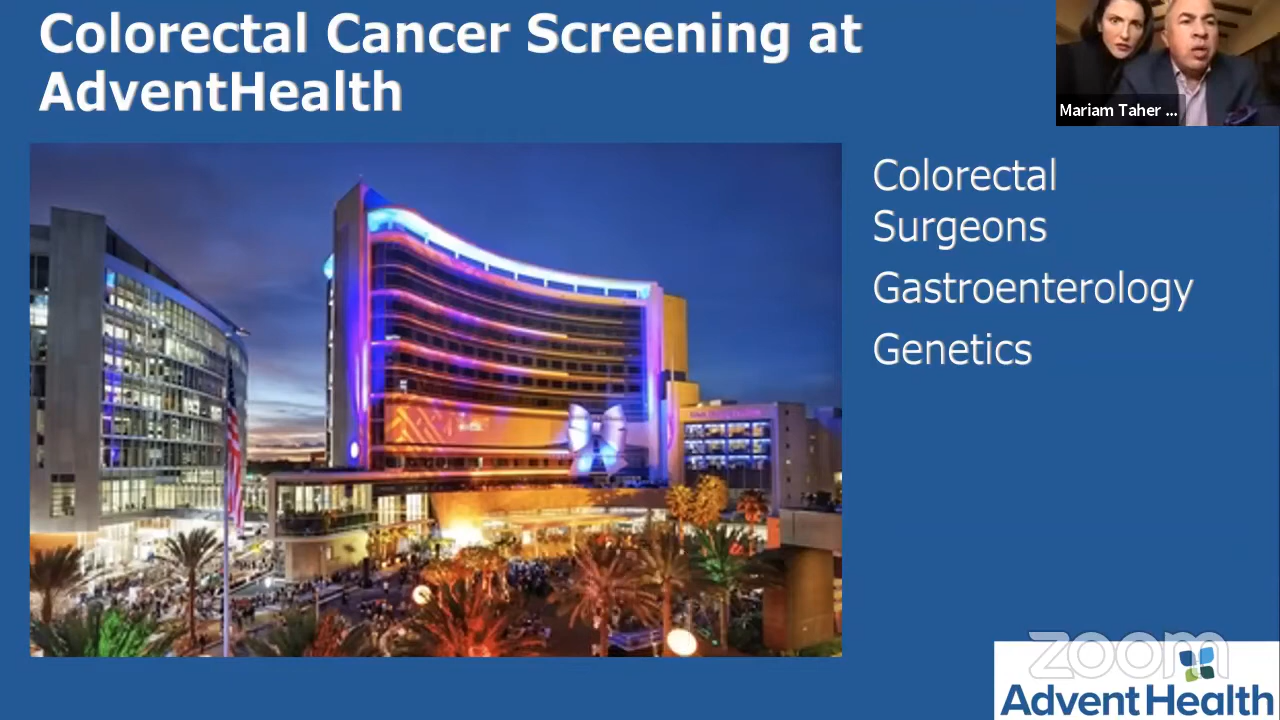 Colorectal Cancer Screening at
AdventHealth
Mariam Taher ...
Colorectal
Surgeons
Gastroenterology
Genetics
zoom
AdventHealth